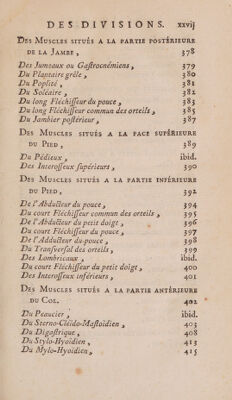 DES DIVISIONS. xxvij
DES MUSCLES SITUÉS A LA PARTIE POSTÉRIEURE
DE LA JAMBE, 378
Des Jumeaux ou Gastrocnémiens, 379
Du Plantaire grêle, 380
Du Poplité, 381
Du Soléaire, 382
Du long Fléchisseur du pouce, 383
Du long Fléchisseur commun des orteils, 385
Du Jambier postérieur, 387
DES MUSCLES SITUÉS A LA FACE SUPÉRIEURE
DU PIED, 389
Du Pédieux, ibid.
Des Interosseux supérieurs, 390
DES MUSCLES SITUÉS A LA PARTIE INFÉRIEURE
DU PIED, 392
De l'Abducteur du pouce, 394
Du court Fléchisseur commun des orteils, 395
De l'Abducteur du petit doigt, 396
Du court Fléchisseur du pouce, 397
De l'Adducteur du pouce, 398
Du Transversal des orteils, 399
Des Lombricaux, ibid.
Du court Fléchisseur du petit doigt, 400
Des Interosseux inférieurs, 401
DES MUSCLES SITUÉS A LA PARTIE ANTÉRIEURE
DU COL. 402
Du Peaucier, ibid.
Du Sterno-Cléido-Mastoïdien, 403
Du Digastrique, 408
Du Stylo-Hyoïdien, 413
Du Mylo-Hyoïdien, 415